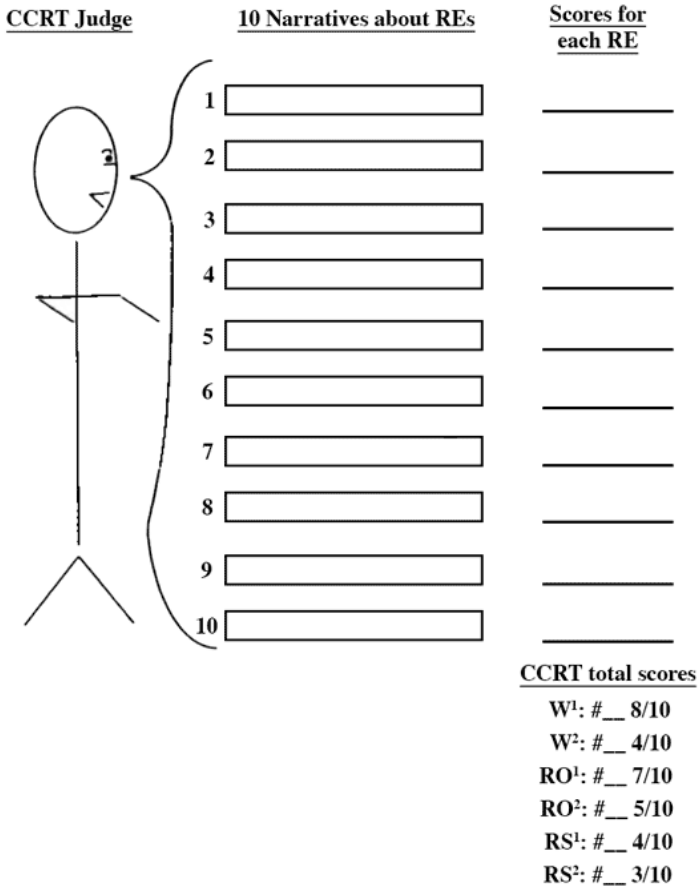 CCRT Judge
10 Narratives about REs
Scores for
each RE
1
2
3
4
5
6
7
8
9
10
CCRT total scores
W¹: #__ 8/10
W²: #__ 4/10
RO¹: #__ 7/10
RO²: #__ 5/10
RS¹: #__ 4/10
RS²: #__ 3/10